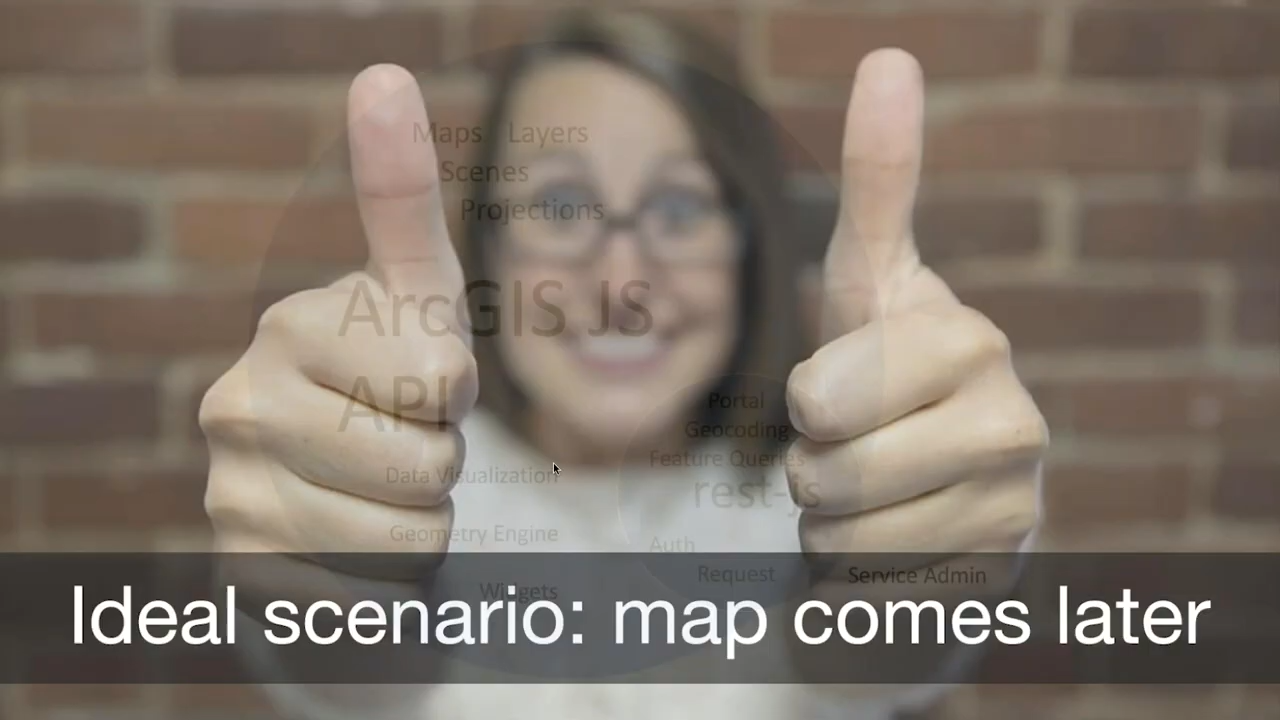 Maps Layers
Scenes
Projections
ArcGIS JS
API
Portal
Geocoding
Feature Queries
Data Visualization
rest-js
Geometry Engine
Auth
Request
Service Admin
Widgets
Ideal scenario: map comes later